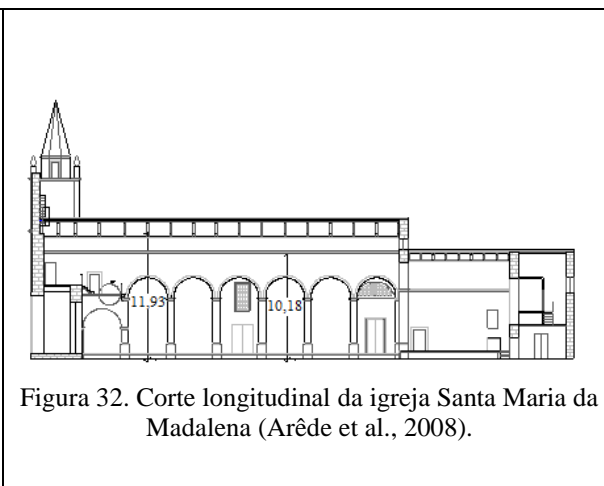 11,93
10,18
Figura 32. Corte longitudinal da igreja Santa Maria da
Madalena (Arêde et al., 2008).